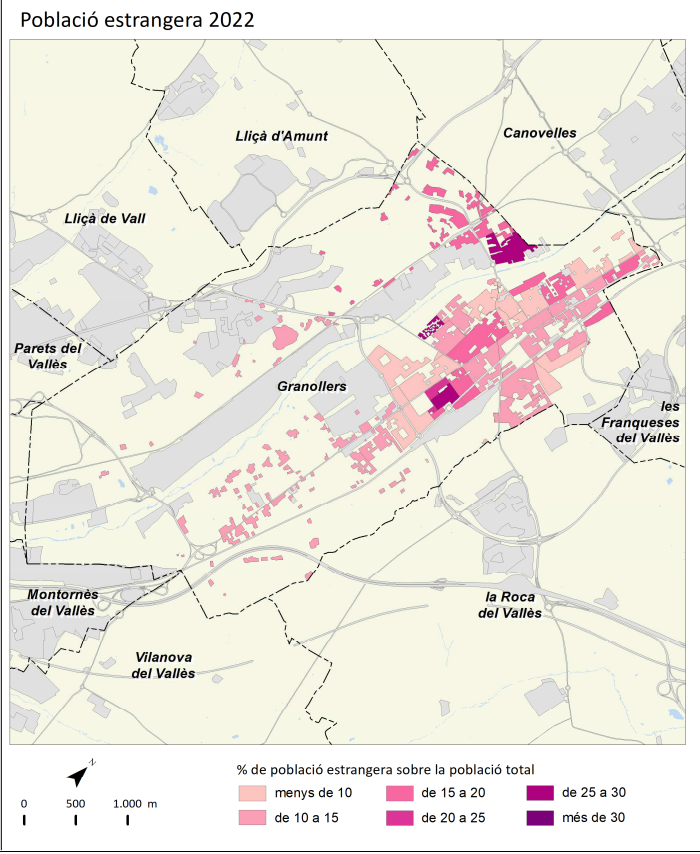 Població estrangera 2022
Lliçà d'Amunt
Canovelles
Lliçà de Vall
Parets del
Vallès
Granollers
les
Franqueses
del Vallès
Montornès
del Vallès
la Roca
del Vallès
Vilanova
del Vallès
N
0 500 1.000 m
% de població estrangera sobre la població total
menys de 10
de 15 a 20
de 25 a 30
de 10 a 15
de 20 a 25
més de 30